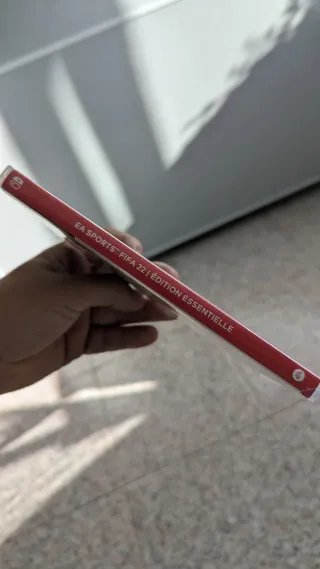 EA SPORTS™ FIFA 22 | ÉDITION ESSENTIELLE